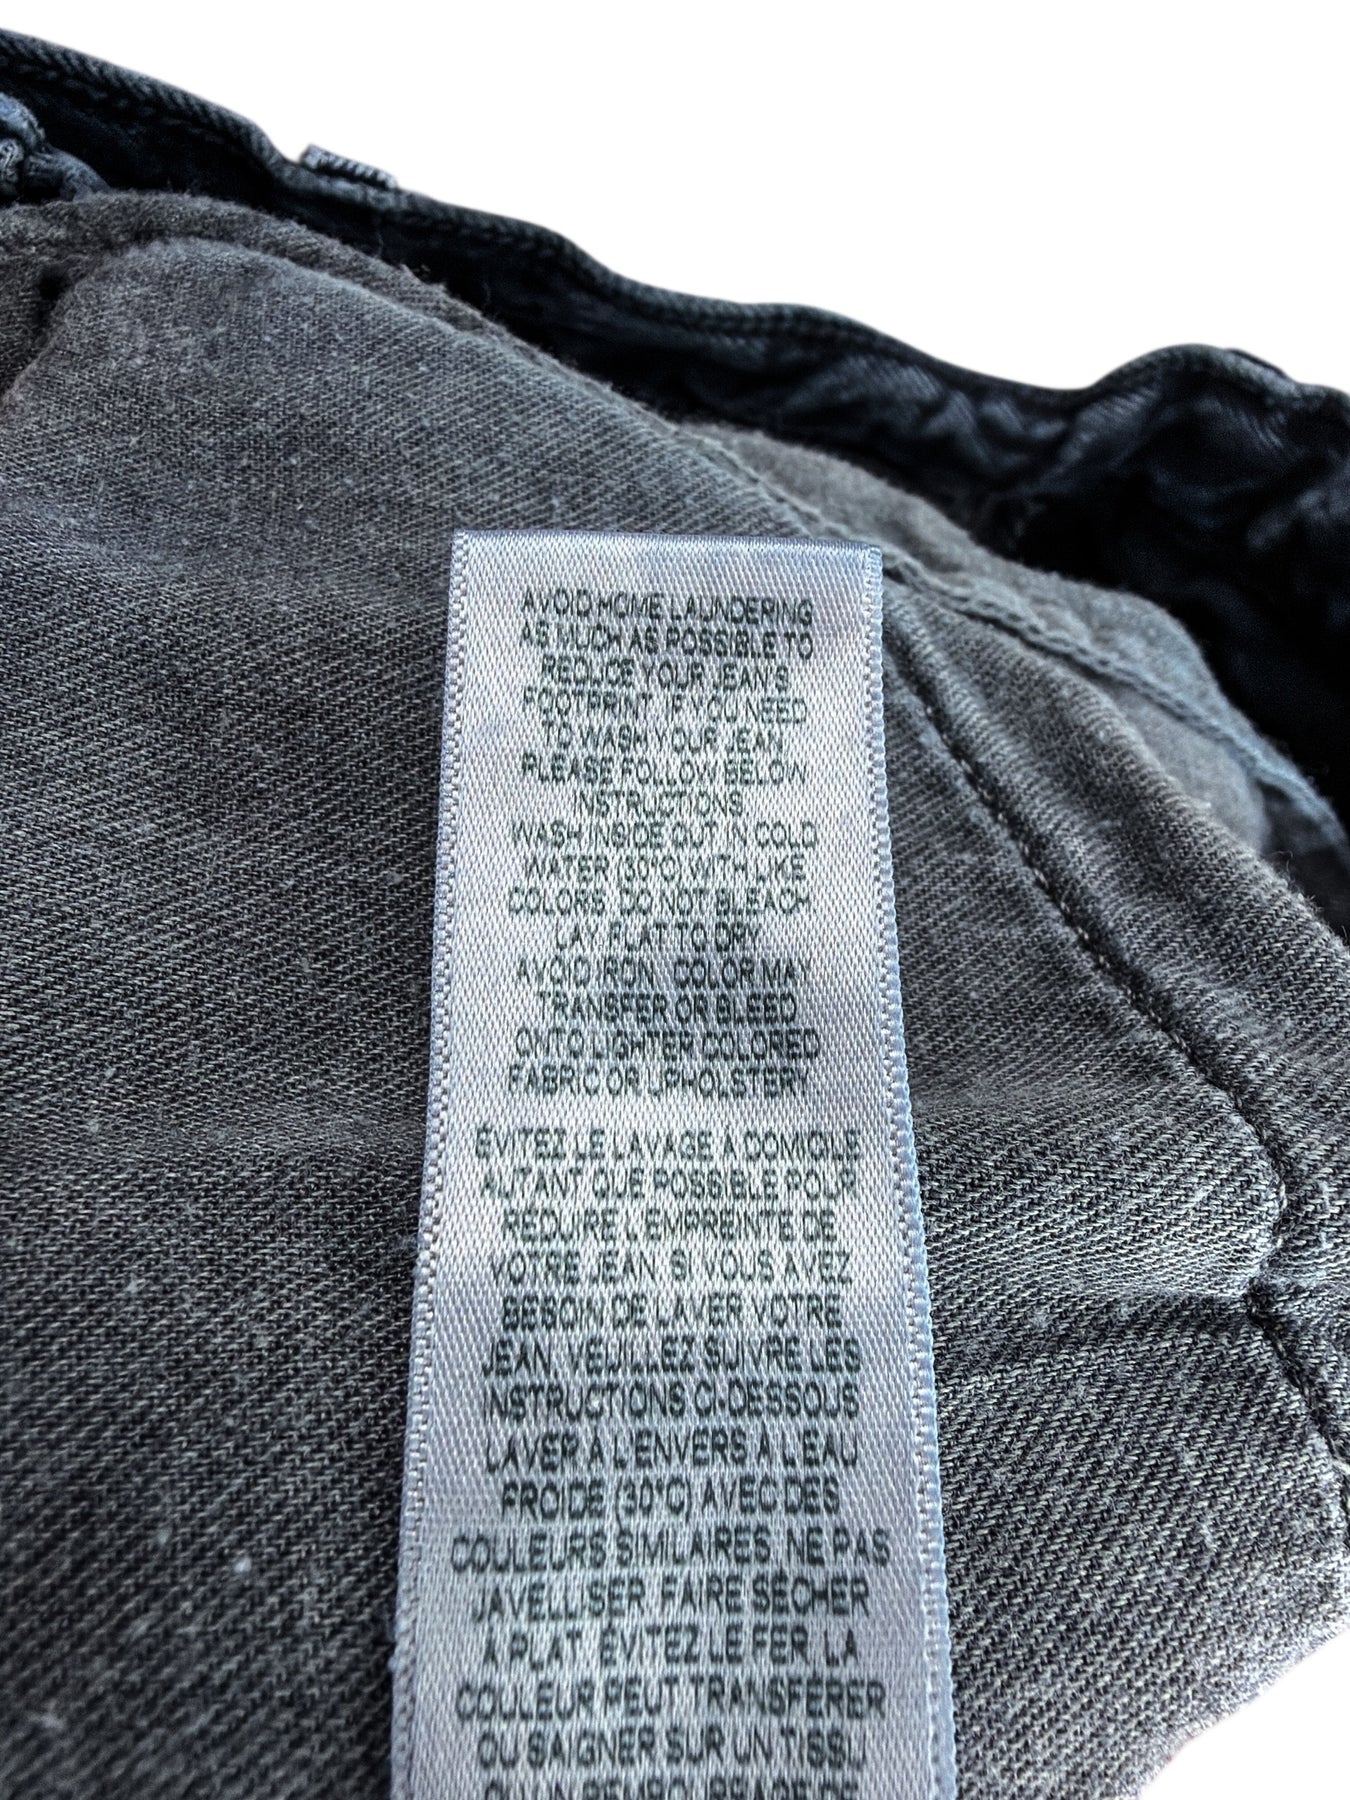 AVOID HOME LAUNDERING
AS MUCH AS POSSIBLE TO
REDUCE YOUR JEAN'S
FOOTPRINT. IF YOU NEED
TO WASH YOUR JEAN
PLEASE FOLLOW BELOW
INSTRUCTIONS
WASH INSIDE OUT IN COLD
WATER 30°C WITH LIKE
COLORS DO NOT BLEACH
LAY FLAT TO DRY
AVOID IRON. COLOR MAY
TRANSFER OR BLEED
ONTO LIGHTER COLORED
FABRIC OR UPHOLSTERY
ÉVITEZ LE LAVAGE À DOMICILE
AUTANT QUE POSSIBLE POUR
RÉDUIRE L'EMPREINTE DE
VOTRE JEAN. SI VOUS AVEZ
BESOIN DE LAVER VOTRE
JEAN, VEUILLEZ SUIVRE LES
INSTRUCTIONS CI-DESSOUS
LAVER À L'ENVERS À L'EAU
FROIDE (30°C) AVEC DES
COULEURS SIMILAIRES. NE PAS
JAVELLISER. FAIRE SÉCHER
À PLAT. ÉVITEZ LE FER. LA
COULEUR PEUT TRANSFÉRER
OU SAIGNER SUR UN TISSU